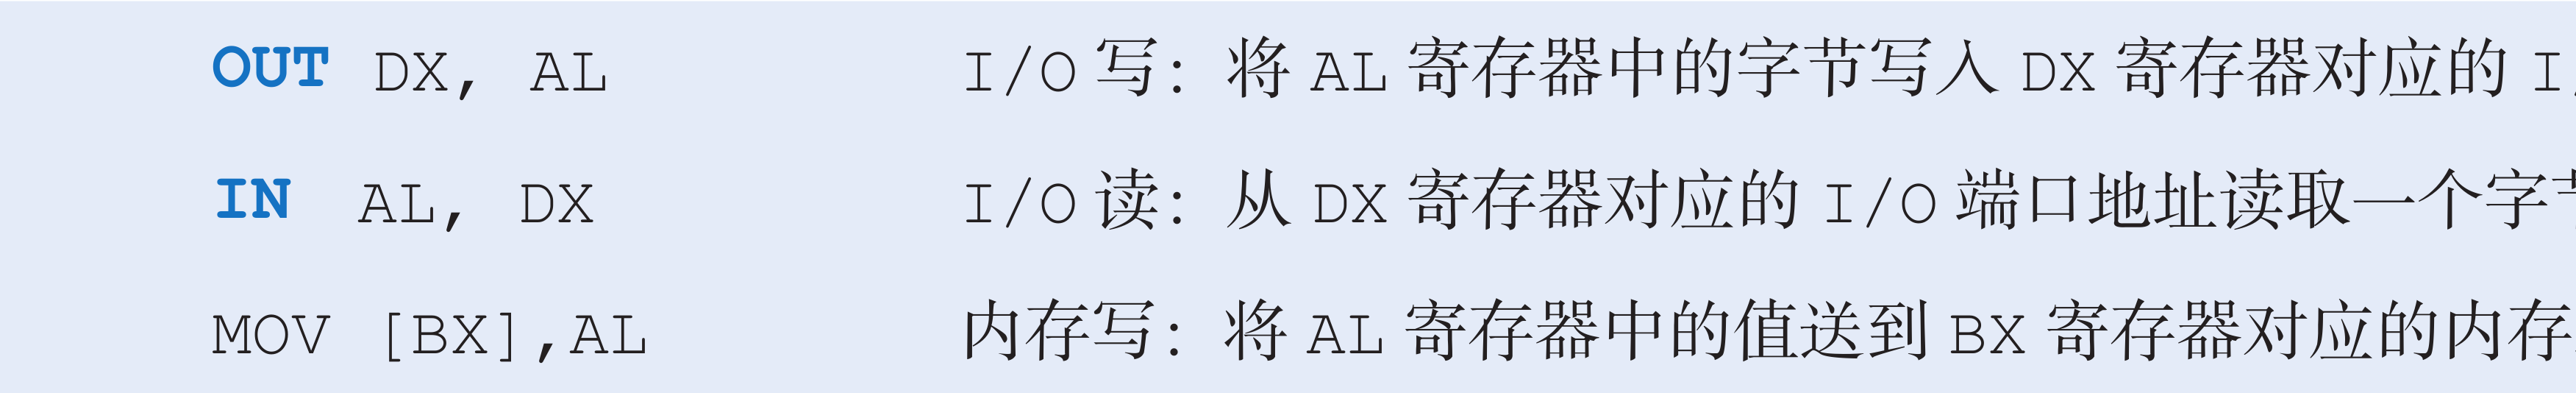 OUT DX, AL I/O 写：将 AL 寄存器中的字节写入 DX 寄存器对应的 I
IN AL, DX I/O 读：从 DX 寄存器对应的 I/O 端口地址读取一个字
MOV [BX],AL 内存写：将 AL 寄存器中的值送到 BX 寄存器对应的内存